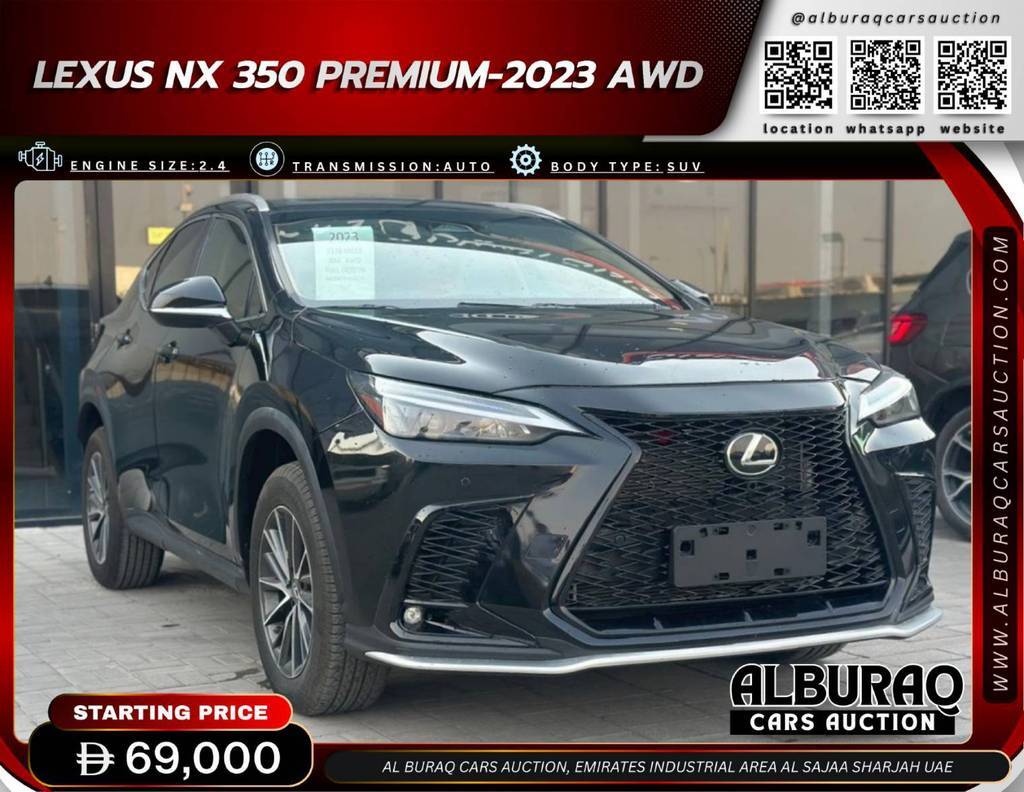 @alburaqcarsauction
LEXUS NX 350 PREMIUM-2023 AWD
location whatsapp website
ENGINE SIZE:2.4 TRANSMISSION:AUTO BODY TYPE: SUV
2023
WWW.ALBURAQCARSAUCTION.COM
ALBURAQ
CARS AUCTION
STARTING PRICE
69,000
AL BURAQ CARS AUCTION, EMIRATES INDUSTRIAL AREA AL SAJAA SHARJAH UAE